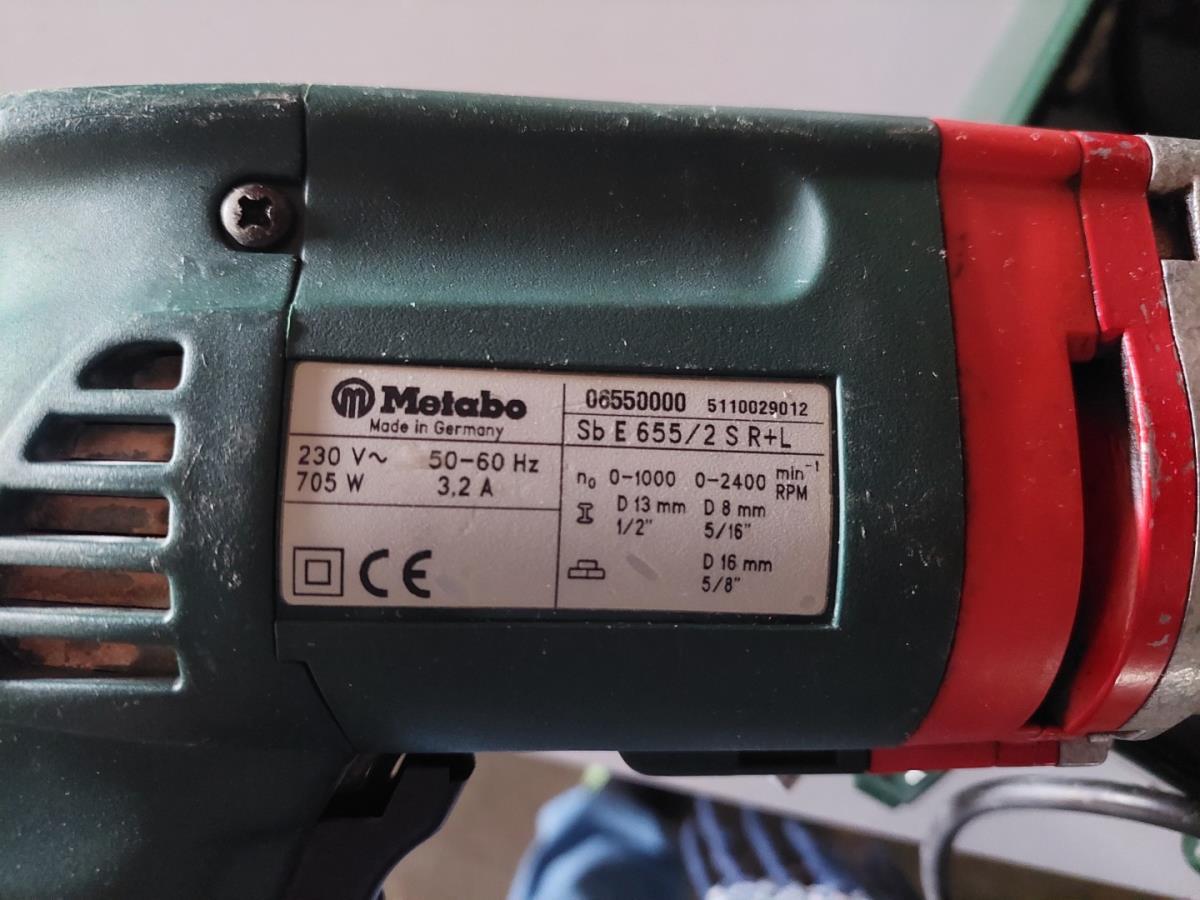 Metabo
Made in Germany
230 V~ 50-60 Hz
705 W 3,2 A
CE
06550000 5110029012
Sb E 655/2 S R+L
n₀ 0-1000 0-2400 min⁻¹
RPM
D 13 mm D 8 mm
1/2" 5/16"
D 16 mm
5/8"